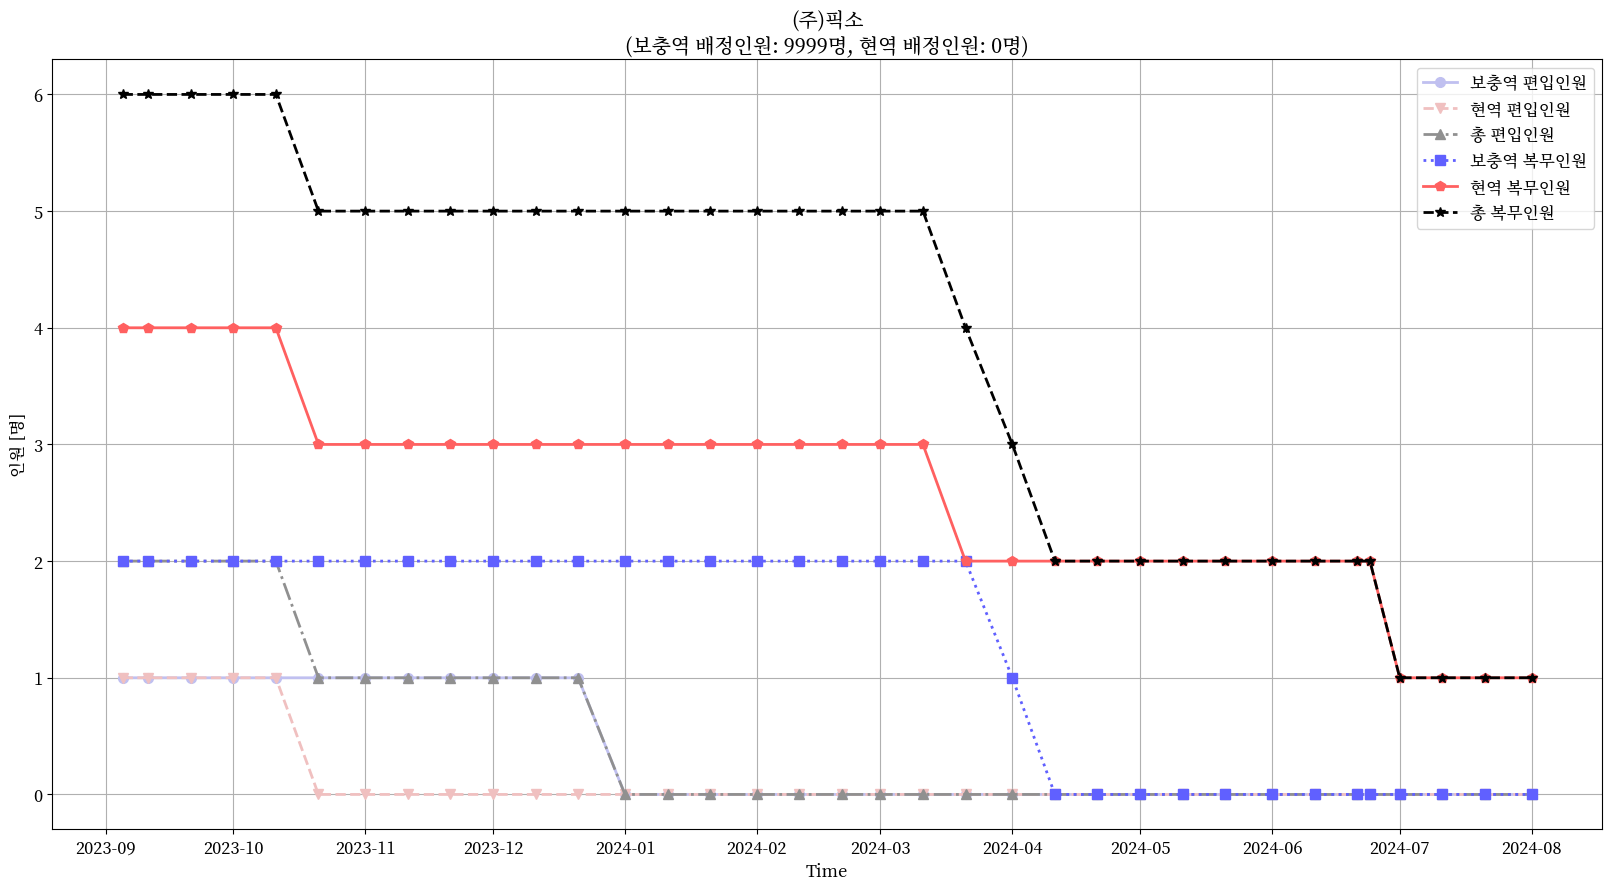 (주)픽소
(보충역 배정인원: 9999명, 현역 배정인원: 0명)
보충역 편입인원
현역 편입인원
총 편입인원
보충역 복무인원
현역 복무인원
총 복무인원
인원 [명]
6
5
4
3
2
1
0
2023-09 2023-10 2023-11 2023-12 2024-01 2024-02 2024-03 2024-04 2024-05 2024-06 2024-07 2024-08
Time